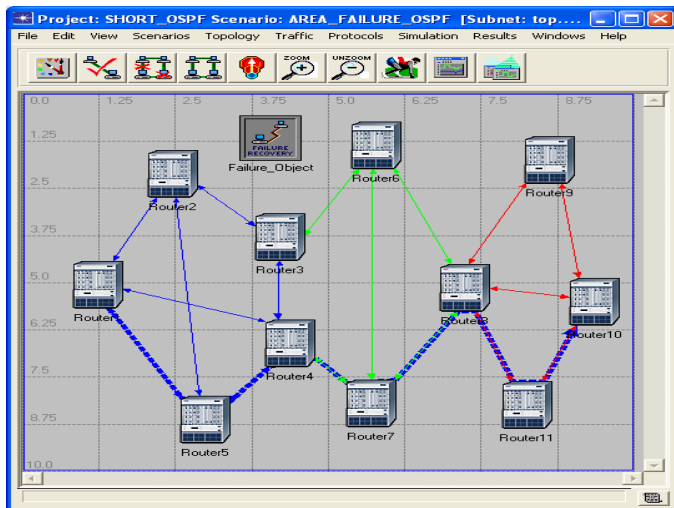 Project: SHORT_OSPF Scenario: AREA_FAILURE_OSPF [Subnet: top....
File Edit View Scenarios Topology Traffic Protocols Simulation Results Windows Help
ZOOM UNZOOM
0.0 1.25 2.5 3.75 5.0 6.25 7.5 8.75
1.25
FAILURE
RECOVERY
Failure_Object
Router6
Router9
2.5
Router2
3.75
Router3
5.0
Router
6.25
Router10
Router4
7.5
8.75
Router7
Router11
Router5
10.0